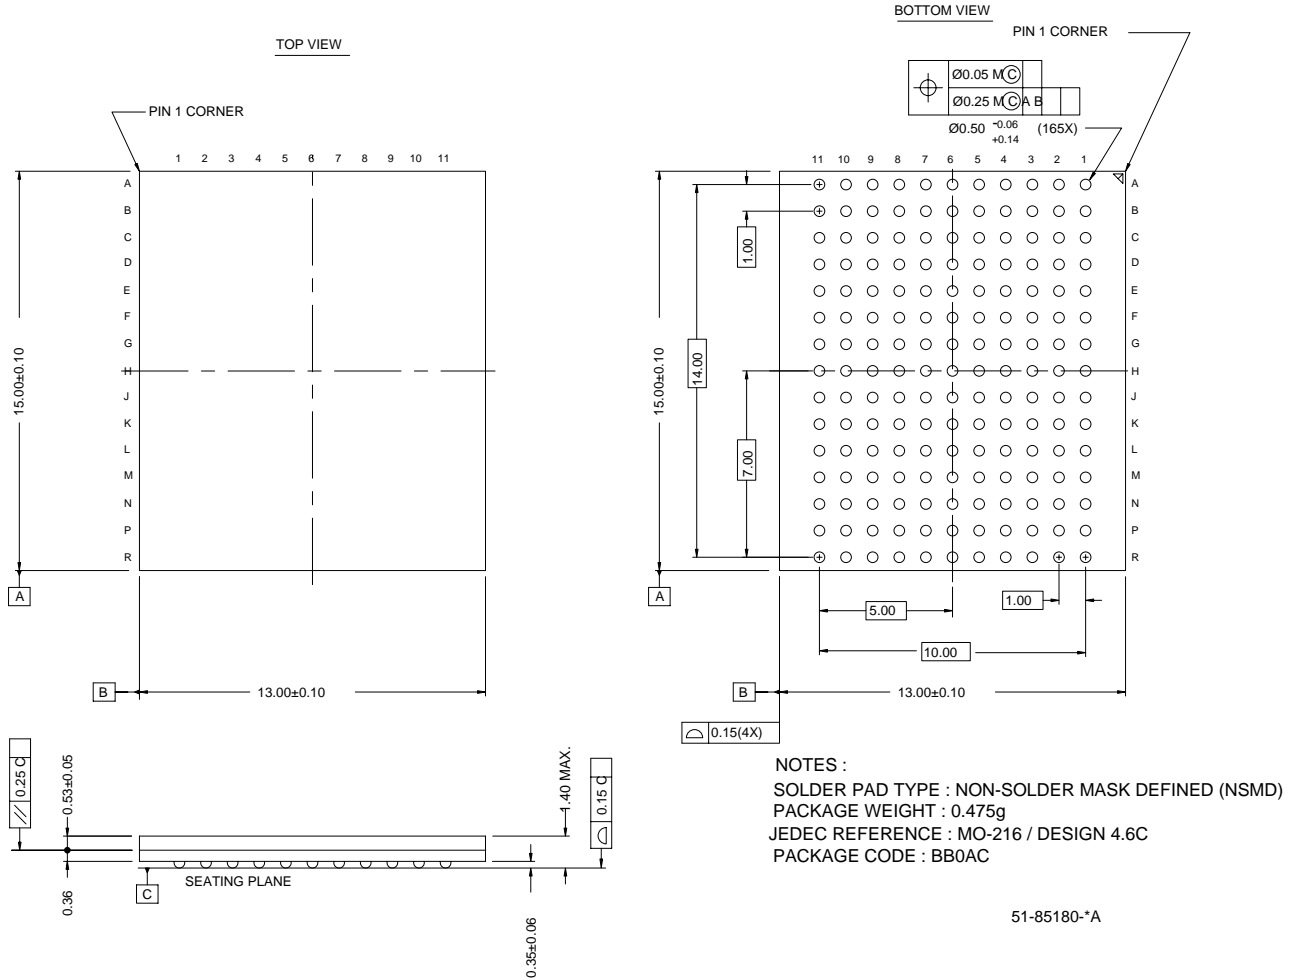 TOP VIEW
PIN 1 CORNER
1 2 3 4 5 6 7 8 9 10 11
A
B
C
D
E
F
G
H
J
K
L
M
N
P
R
15.00±0.10
A
B
13.00±0.10
BOTTOM VIEW
PIN 1 CORNER
Ø0.05 M C
Ø0.25 M C A B
Ø0.50 -0.06 (165X)
+0.14
11 10 9 8 7 6 5 4 3 2 1
A
B
C
D
E
F
G
H
J
K
L
M
N
P
R
1.00
14.00
15.00±0.10
7.00
A
5.00
1.00
10.00
B
13.00±0.10
0.15(4X)
0.25 C
0.53±0.05
0.36
SEATING PLANE
C
1.40 MAX.
0.15 C
0.35±0.06
NOTES :
SOLDER PAD TYPE : NON-SOLDER MASK DEFINED (NSMD)
PACKAGE WEIGHT : 0.475g
JEDEC REFERENCE : MO-216 / DESIGN 4.6C
PACKAGE CODE : BB0AC
51-85180-*A